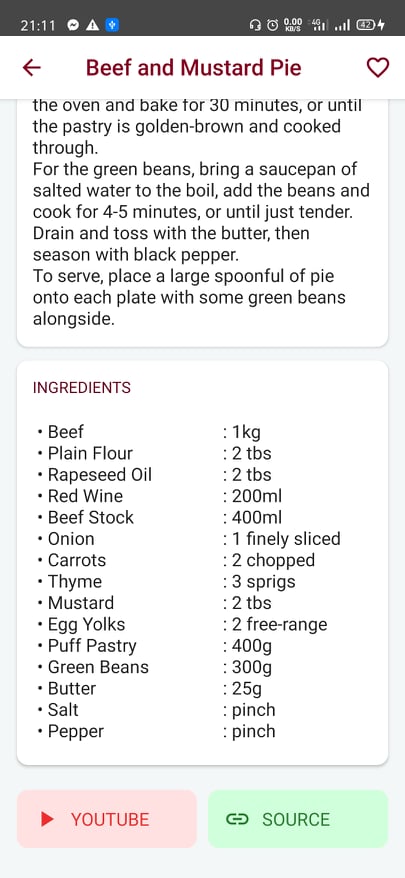 21:11 0.00 KB/S 4G 42
Beef and Mustard Pie
the oven and bake for 30 minutes, or until
the pastry is golden-brown and cooked
through.
For the green beans, bring a saucepan of
salted water to the boil, add the beans and
cook for 4-5 minutes, or until just tender.
Drain and toss with the butter, then
season with black pepper.
To serve, place a large spoonful of pie
onto each plate with some green beans
alongside.
INGREDIENTS
• Beef : 1kg
• Plain Flour : 2 tbs
• Rapeseed Oil : 2 tbs
• Red Wine : 200ml
• Beef Stock : 400ml
• Onion : 1 finely sliced
• Carrots : 2 chopped
• Thyme : 3 sprigs
• Mustard : 2 tbs
• Egg Yolks : 2 free-range
• Puff Pastry : 400g
• Green Beans : 300g
• Butter : 25g
• Salt : pinch
• Pepper : pinch
YOUTUBE SOURCE